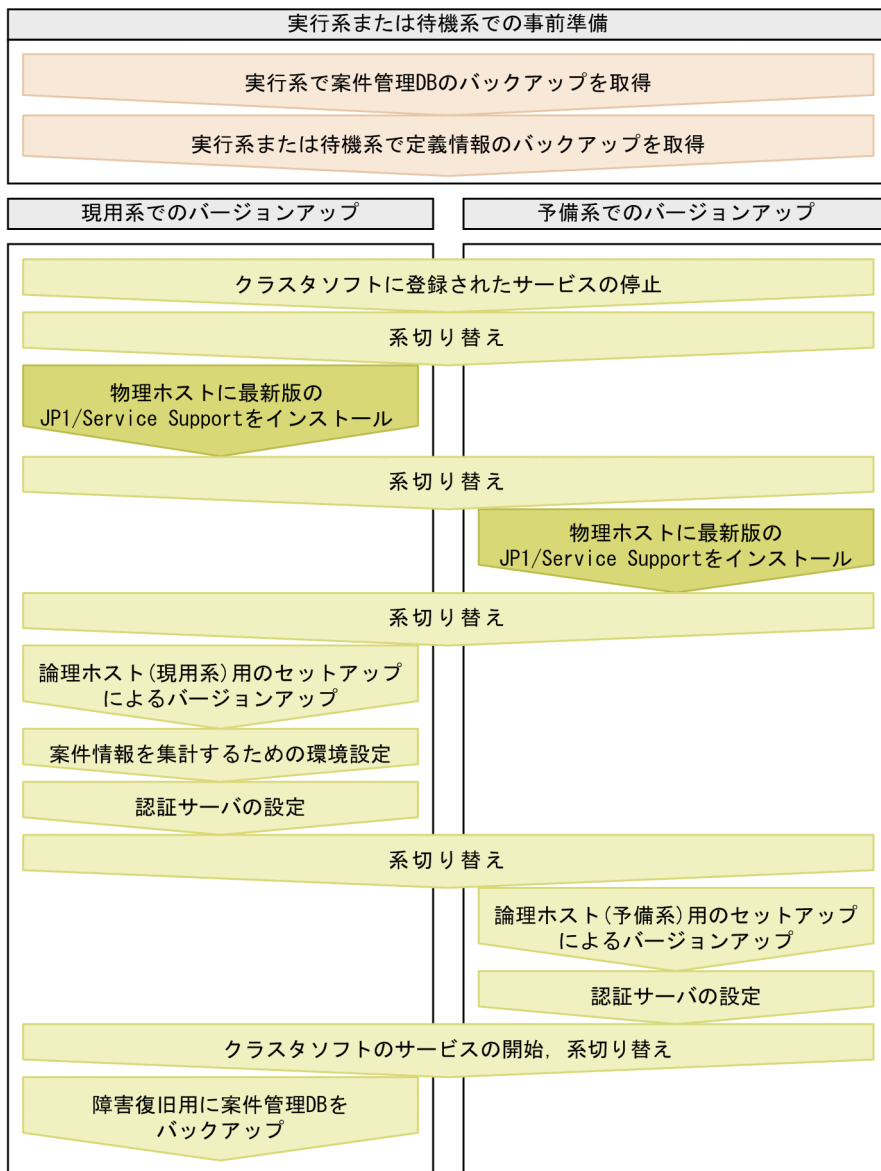 実行系または待機系での事前準備
実行系で案件管理DBのバックアップを取得
実行系または待機系で定義情報のバックアップを取得
現用系でのバージョンアップ
予備系でのバージョンアップ
クラスタソフトに登録されたサービスの停止
系切り替え
物理ホストに最新版の
JP1/Service Supportをインストール
系切り替え
物理ホストに最新版の
JP1/Service Supportをインストール
系切り替え
論理ホスト(現用系)用のセットアップ
によるバージョンアップ
案件情報を集計するための環境設定
認証サーバの設定
系切り替え
論理ホスト(予備系)用のセットアップ
によるバージョンアップ
認証サーバの設定
クラスタソフトのサービスの開始，系切り替え
障害復旧用に案件管理DBを
バックアップ